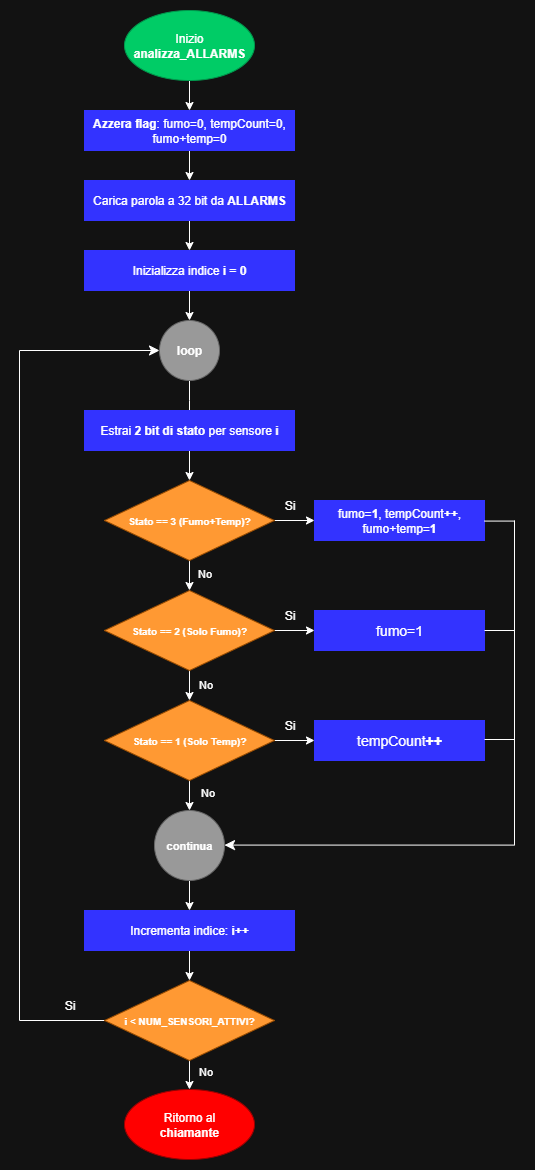 Inizio
analizza_ALLARMS
Azzera flag: fumo=0, tempCount=0,
fumo+temp=0
Carica parola a 32 bit da ALLARMS
Inizializza indice i = 0
loop
Estrai 2 bit di stato per sensore i
Stato == 3 (Fumo+Temp)?
Si
fumo=1, tempCount++,
fumo+temp=1
No
Stato == 2 (Solo Fumo)?
Si
fumo=1
No
Stato == 1 (Solo Temp)?
Si
tempCount++
No
continua
Incrementa indice: i++
Si
i < NUM_SENSORI_ATTIVI?
No
Ritorno al
chiamante